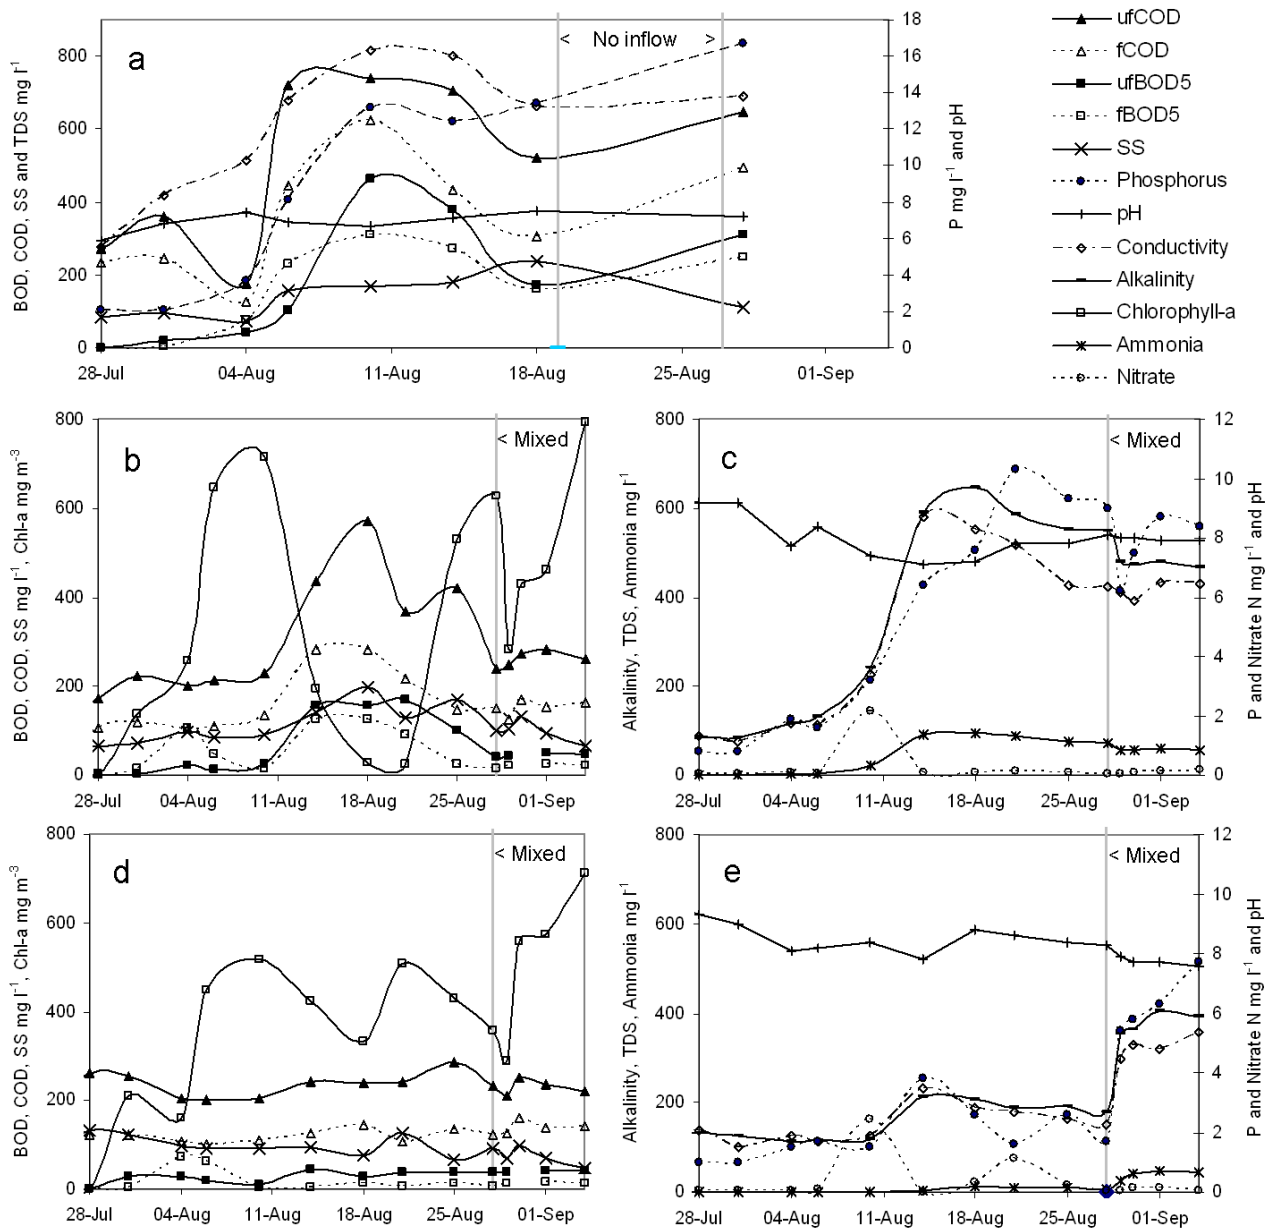 a
< No inflow >
BOD, COD, SS and TDS mg l⁻¹
P mg l⁻¹ and pH
0
200
400
600
800
0
2
4
6
8
10
12
14
16
18
28-Jul
04-Aug
11-Aug
18-Aug
25-Aug
01-Sep
ufCOD
fCOD
ufBOD5
fBOD5
SS
Phosphorus
pH
Conductivity
Alkalinity
Chlorophyll-a
Ammonia
Nitrate
b
< Mixed
BOD, COD, SS mg l⁻¹, Chl-a mg m⁻³
0
200
400
600
800
28-Jul
04-Aug
11-Aug
18-Aug
25-Aug
01-Sep
c
< Mixed
Alkalinity, TDS, Ammonia mg l⁻¹
P and Nitrate N mg l⁻¹ and pH
0
200
400
600
800
0
2
4
6
8
10
12
28-Jul
04-Aug
11-Aug
18-Aug
25-Aug
01-Sep
d
< Mixed
BOD, COD, SS mg l⁻¹, Chl-a mg m⁻³
0
200
400
600
800
28-Jul
04-Aug
11-Aug
18-Aug
25-Aug
01-Sep
e
< Mixed
Alkalinity, TDS, Ammonia mg l⁻¹
P and Nitrate N mg l⁻¹ and pH
0
200
400
600
800
0
2
4
6
8
10
12
28-Jul
04-Aug
11-Aug
18-Aug
25-Aug
01-Sep